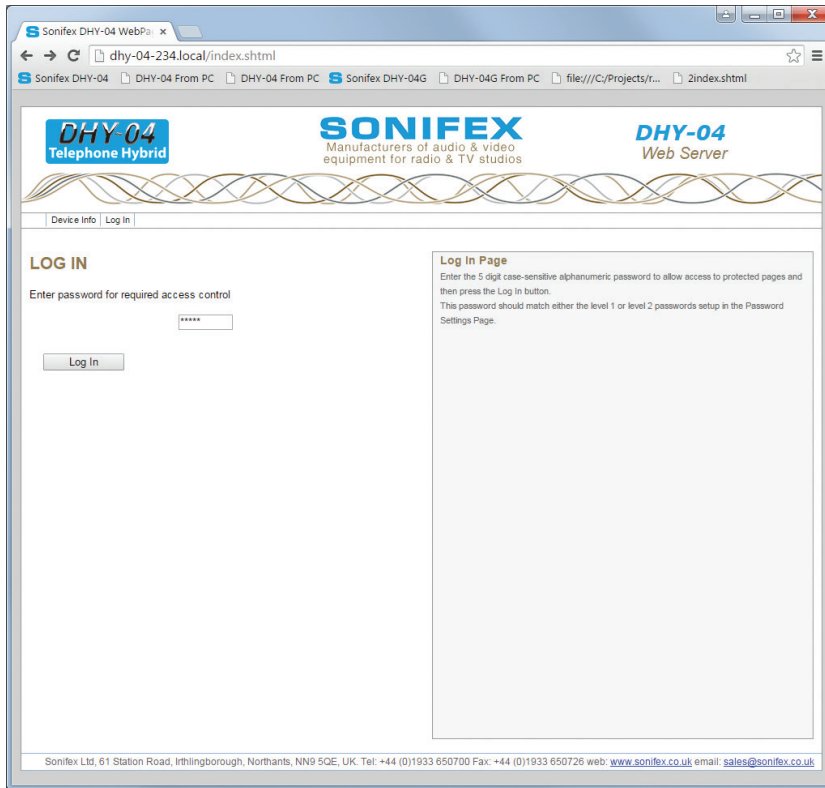 Sonifex DHY-04 WebPa
dhy-04-234.local/index.shtml
Sonifex DHY-04 DHY-04 From PC DHY-04 From PC Sonifex DHY-04G DHY-04G From PC file:///C:/Projects/r... 2index.shtml
DHY-04
Telephone Hybrid
SONIFEX
Manufacturers of audio & video
equipment for radio & TV studios
DHY-04
Web Server
Device Info Log In
LOG IN
Enter password for required access control
*****
Log In
Log In Page
Enter the 5 digit case-sensitive alphanumeric password to allow access to protected pages and
then press the Log In button.
This password should match either the level 1 or level 2 passwords setup in the Password
Settings Page.
Sonifex Ltd, 61 Station Road, Irthlingborough, Northants, NN9 5QE, UK. Tel: +44 (0)1933 650700 Fax: +44 (0)1933 650726 web: www.sonifex.co.uk email: sales@sonifex.co.uk